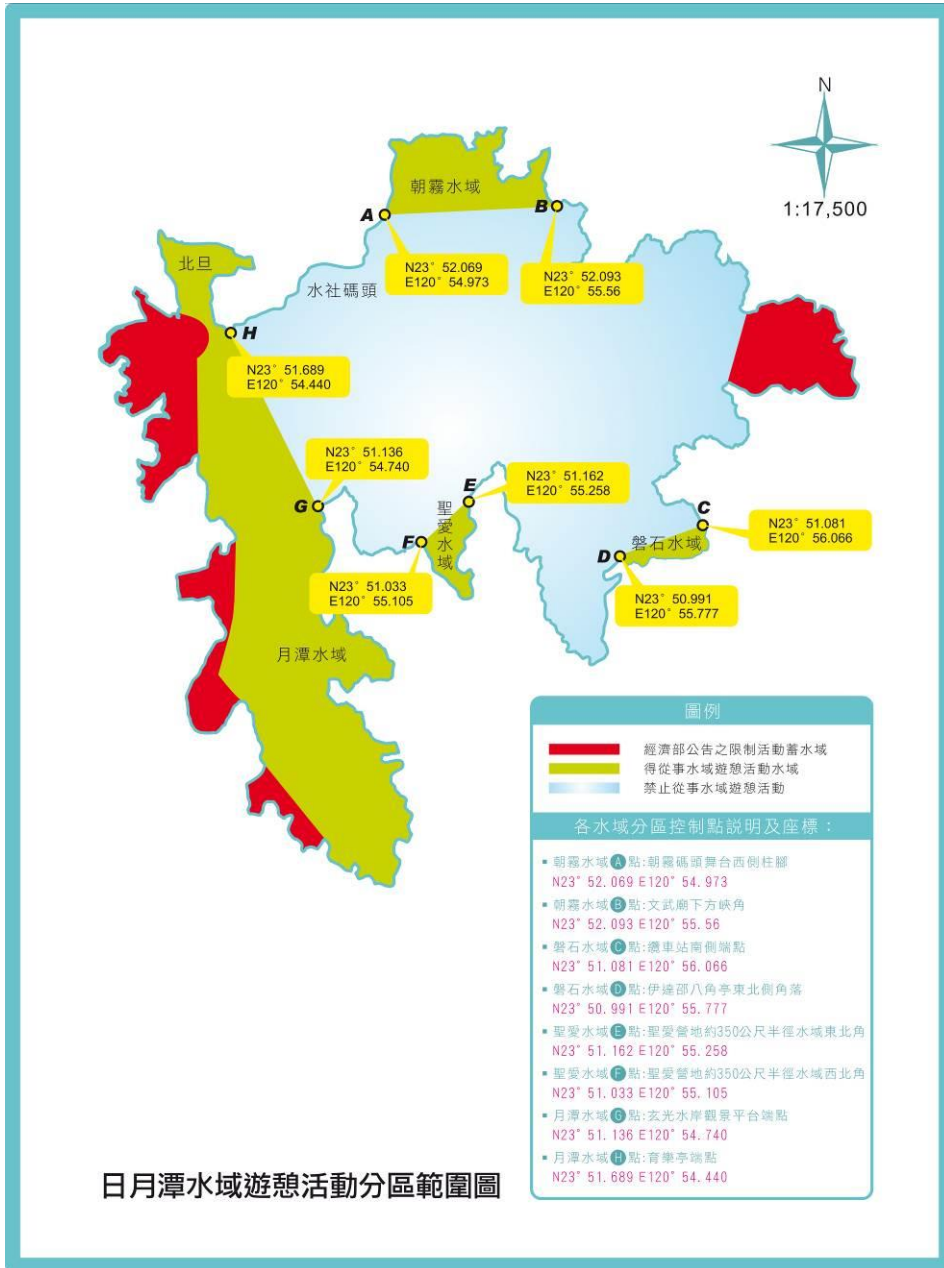 N
1:17,500
朝霧水域
A
B
N23° 52.069
E120° 54.973
N23° 52.093
E120° 55.56
北旦
水社碼頭
H
N23° 51.689
E120° 54.440
N23° 51.136
E120° 54.740
G
E
N23° 51.162
E120° 55.258
聖愛水域
F
N23° 51.033
E120° 55.105
C
N23° 51.081
E120° 56.066
磐石水域
D
N23° 50.991
E120° 55.777
月潭水域
圖例
經濟部公告之限制活動蓄水域
得從事水域遊憩活動水域
禁止從事水域遊憩活動
各水域分區控制點説明及座標：
▪ 朝霧水域A點:朝霧碼頭舞台西側柱腳
N23° 52.069 E120° 54.973
▪ 朝霧水域B點:文武廟下方峽角
N23° 52.093 E120° 55.56
▪ 磐石水域C點:纜車站南側端點
N23° 51.081 E120° 56.066
▪ 磐石水域D點:伊達邵八角亭東北側角落
N23° 50.991 E120° 55.777
▪ 聖愛水域E點:聖愛營地約350公尺半徑水域東北角
N23° 51.162 E120° 55.258
▪ 聖愛水域F點:聖愛營地約350公尺半徑水域西北角
N23° 51.033 E120° 55.105
▪ 月潭水域G點:玄光水岸觀景平台端點
N23° 51.136 E120° 54.740
▪ 月潭水域H點:育樂亭端點
N23° 51.689 E120° 54.440
日月潭水域遊憩活動分區範圍圖